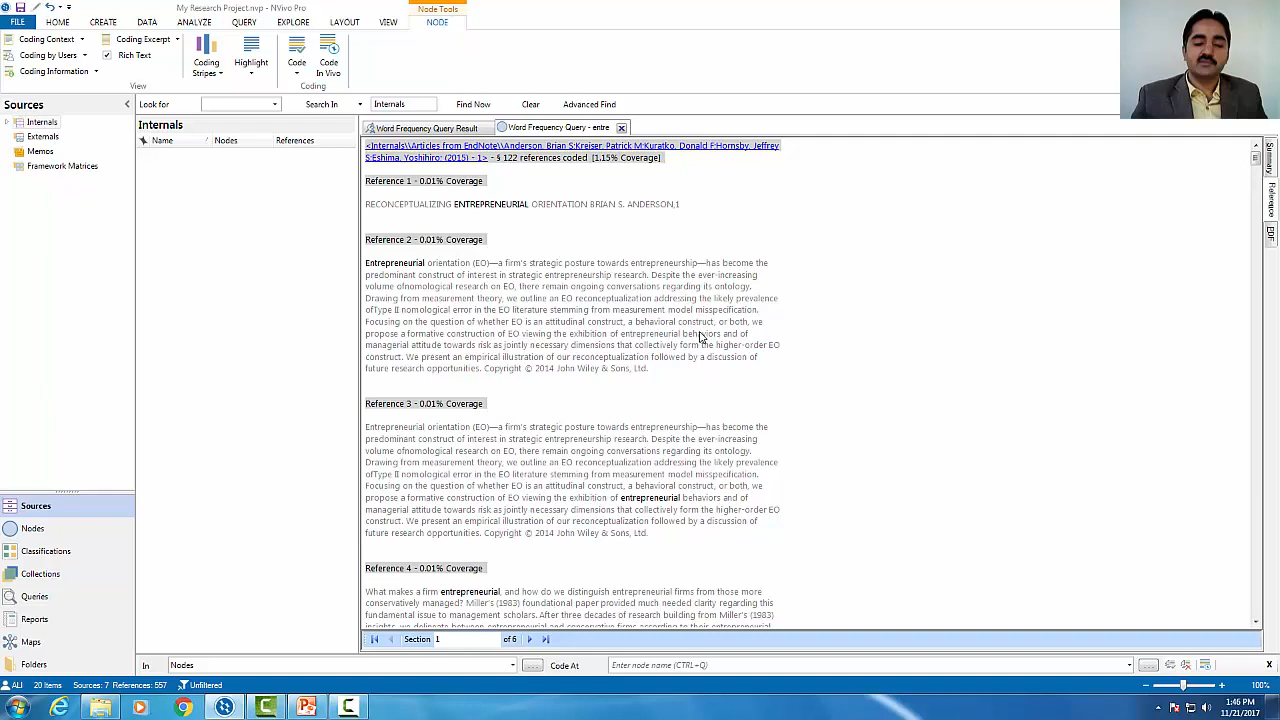 My Research Project.nvp - NVivo Pro
Node Tools
FILE HOME CREATE DATA ANALYZE QUERY EXPLORE LAYOUT VIEW NODE
Coding Context
Coding by Users
Coding Information
Coding Excerpt
Rich Text
View
Coding Stripes
Highlight
Code
Code In Vivo
Coding
Sources
Look for
Search In
Internals
Find Now
Clear
Advanced Find
Internals
Externals
Memos
Framework Matrices
Internals
Name
Nodes
References
Word Frequency Query Result
Word Frequency Query - entre
<Internals\\Articles from EndNote\\Anderson, Brian S;Kreiser, Patrick M;Kuratko, Donald F;Hornsby, Jeffrey
S;Eshima, Yoshihiro; (2015) - 1> - § 122 references coded [1.15% Coverage]
Reference 1 - 0.01% Coverage
RECONCEPTUALIZING ENTREPRENEURIAL ORIENTATION BRIAN S. ANDERSON,1
Reference 2 - 0.01% Coverage
Entrepreneurial orientation (EO)—a firm's strategic posture towards entrepreneurship—has become the
predominant construct of interest in strategic entrepreneurship research. Despite the ever-increasing
volume ofnomological research on EO, there remain ongoing conversations regarding its ontology.
Drawing from measurement theory, we outline an EO reconceptualization addressing the likely prevalence
ofType II nomological error in the EO literature stemming from measurement model misspecification.
Focusing on the question of whether EO is an attitudinal construct, a behavioral construct, or both, we
propose a formative construction of EO viewing the exhibition of entrepreneurial behaviors and of
managerial attitude towards risk as jointly necessary dimensions that collectively form the higher-order EO
construct. We present an empirical illustration of our reconceptualization followed by a discussion of
future research opportunities. Copyright © 2014 John Wiley & Sons, Ltd.
Reference 3 - 0.01% Coverage
Entrepreneurial orientation (EO)—a firm's strategic posture towards entrepreneurship—has become the
predominant construct of interest in strategic entrepreneurship research. Despite the ever-increasing
volume ofnomological research on EO, there remain ongoing conversations regarding its ontology.
Drawing from measurement theory, we outline an EO reconceptualization addressing the likely prevalence
ofType II nomological error in the EO literature stemming from measurement model misspecification.
Focusing on the question of whether EO is an attitudinal construct, a behavioral construct, or both, we
propose a formative construction of EO viewing the exhibition of entrepreneurial behaviors and of
managerial attitude towards risk as jointly necessary dimensions that collectively form the higher-order EO
construct. We present an empirical illustration of our reconceptualization followed by a discussion of
future research opportunities. Copyright © 2014 John Wiley & Sons, Ltd.
Reference 4 - 0.01% Coverage
What makes a firm entrepreneurial, and how do we distinguish entrepreneurial firms from those more
conservatively managed? Miller's (1983) foundational paper provided much needed clarity regarding this
fundamental issue to management scholars. After three decades of research building from Miller's (1983)
insights, we delineate between entrepreneurial and conservative firms according to their entrepreneurial
Summary
Reference
PDF
Sources
Nodes
Classifications
Collections
Queries
Reports
Maps
Folders
Section 1 of 6
In Nodes
Code At
Enter node name (CTRL+Q)
ALI 20 Items Sources: 7 References: 557 Unfiltered
100%
1:46 PM
11/21/2017